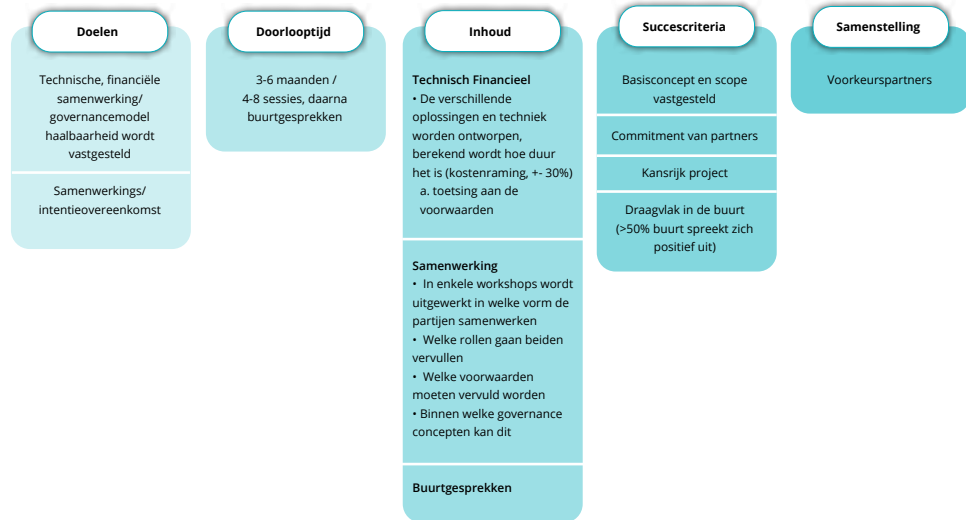 Doelen
Technische, financiële
samenwerking/
governancemodel
haalbaarheid wordt
vastgesteld
Samenwerkings/
intentieovereenkomst
Doorlooptijd
3-6 maanden /
4-8 sessies, daarna
buurtgesprekken
Inhoud
Technisch Financieel
• De verschillende
oplossingen en techniek
worden ontworpen,
berekend wordt hoe duur
het is (kostenraming, +- 30%)
a. toetsing aan de
voorwaarden
Samenwerking
• In enkele workshops wordt
uitgewerkt in welke vorm de
partijen samenwerken
• Welke rollen gaan beiden
vervullen
• Welke voorwaarden
moeten vervuld worden
• Binnen welke governance
concepten kan dit
Buurtgesprekken
Succescriteria
Basisconcept en scope
vastgesteld
Commitment van partners
Kansrijk project
Draagvlak in de buurt
(>50% buurt spreekt zich
positief uit)
Samenstelling
Voorkeurspartners